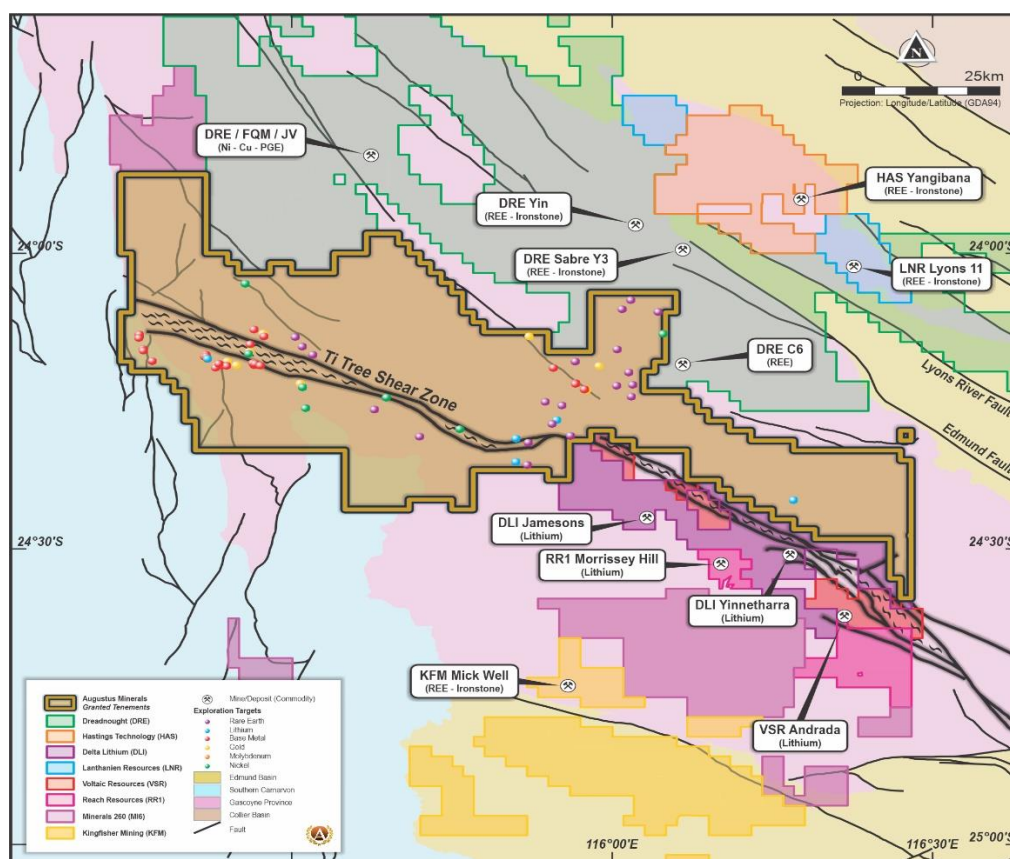 N
0 25km
Projection: Longitude/Latitude (GDA94)
DRE / FQM / JV
(Ni - Cu - PGE)
HAS Yangibana
(REE - Ironstone)
DRE Yin
(REE - Ironstone)
24°00'S
24°00'S
DRE Sabre Y3
(REE - Ironstone)
LNR Lyons 11
(REE - Ironstone)
DRE C6
(REE)
Ti Tree Shear Zone
Lyons River Fault
Edmund Fault
DLI Jamesons
(Lithium)
24°30'S
24°30'S
RR1 Morrissey Hill
(Lithium)
DLI Yinnetharra
(Lithium)
KFM Mick Well
(REE - Ironstone)
VSR Andrada
(Lithium)
Augustus Minerals
Granted Tenements
Dreadnought (DRE)
Hastings Technology (HAS)
Delta Lithium (DLI)
Lanthanien Resources (LNR)
Voltaic Resources (VSR)
Reach Resources (RR1)
Minerals 260 (MI6)
Kingfisher Mining (KFM)
Mine/Deposit (Commodity)
Exploration Targets
Rare Earth
Lithium
Base Metal
Gold
Molybdenum
Nickel
Edmund Basin
Southern Carnarvon
Gascoyne Province
Collier Basin
Fault
116°00'E
116°30'E
25°00'S